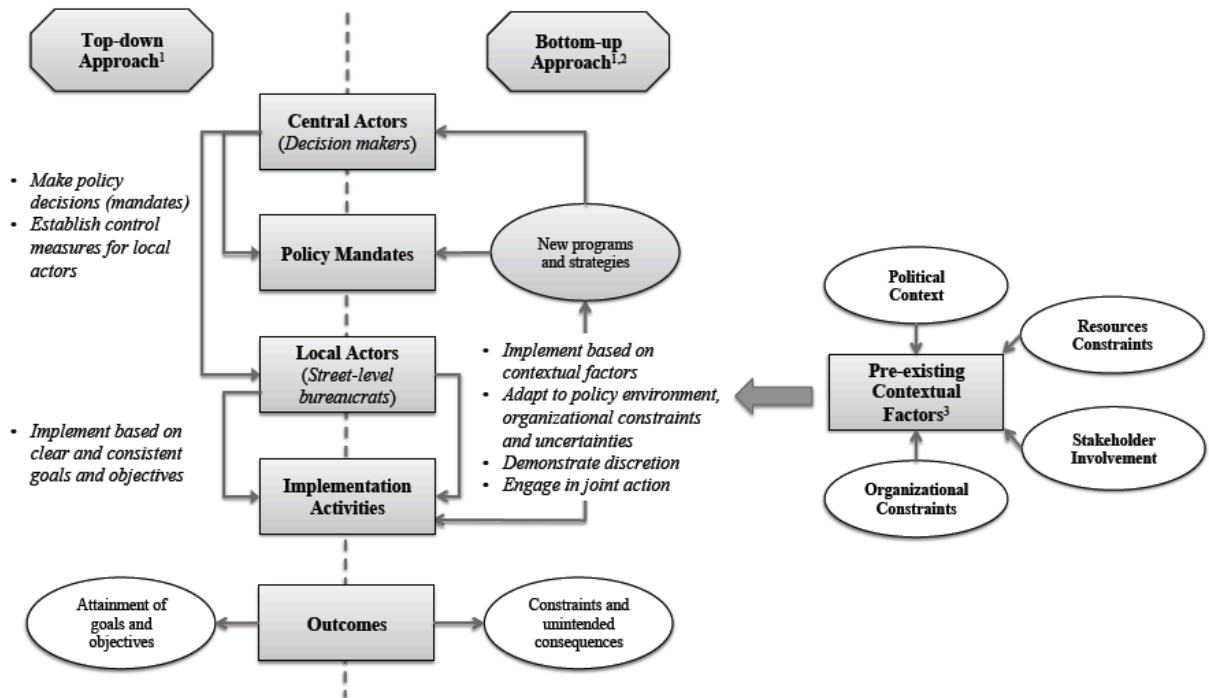 Top-down
Approach¹
Bottom-up
Approach¹,²
Central Actors
(Decision makers)
• Make policy
decisions (mandates)
• Establish control
measures for local
actors
Policy Mandates
New programs
and strategies
Political
Context
Resources
Constraints
Local Actors
(Street-level
bureaucrats)
• Implement based on
contextual factors
• Adapt to policy environment,
organizational constraints
and uncertainties
• Demonstrate discretion
• Engage in joint action
Pre-existing
Contextual
Factors³
• Implement based on
clear and consistent
goals and objectives
Stakeholder
Involvement
Implementation
Activities
Organizational
Constraints
Attainment of
goals and
objectives
Outcomes
Constraints and
unintended
consequences